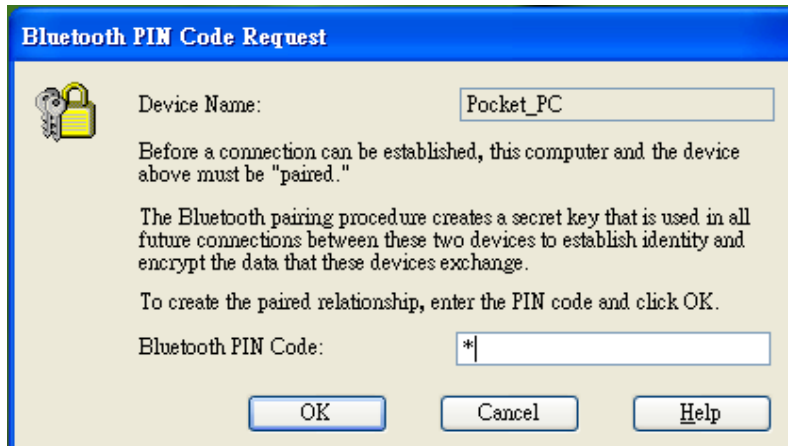 Bluetooth PIN Code Request
Device Name: Pocket_PC
Before a connection can be established, this computer and the device
above must be "paired."
The Bluetooth pairing procedure creates a secret key that is used in all
future connections between these two devices to establish identity and
encrypt the data that these devices exchange.
To create the paired relationship, enter the PIN code and click OK.
Bluetooth PIN Code: *
OK Cancel Help